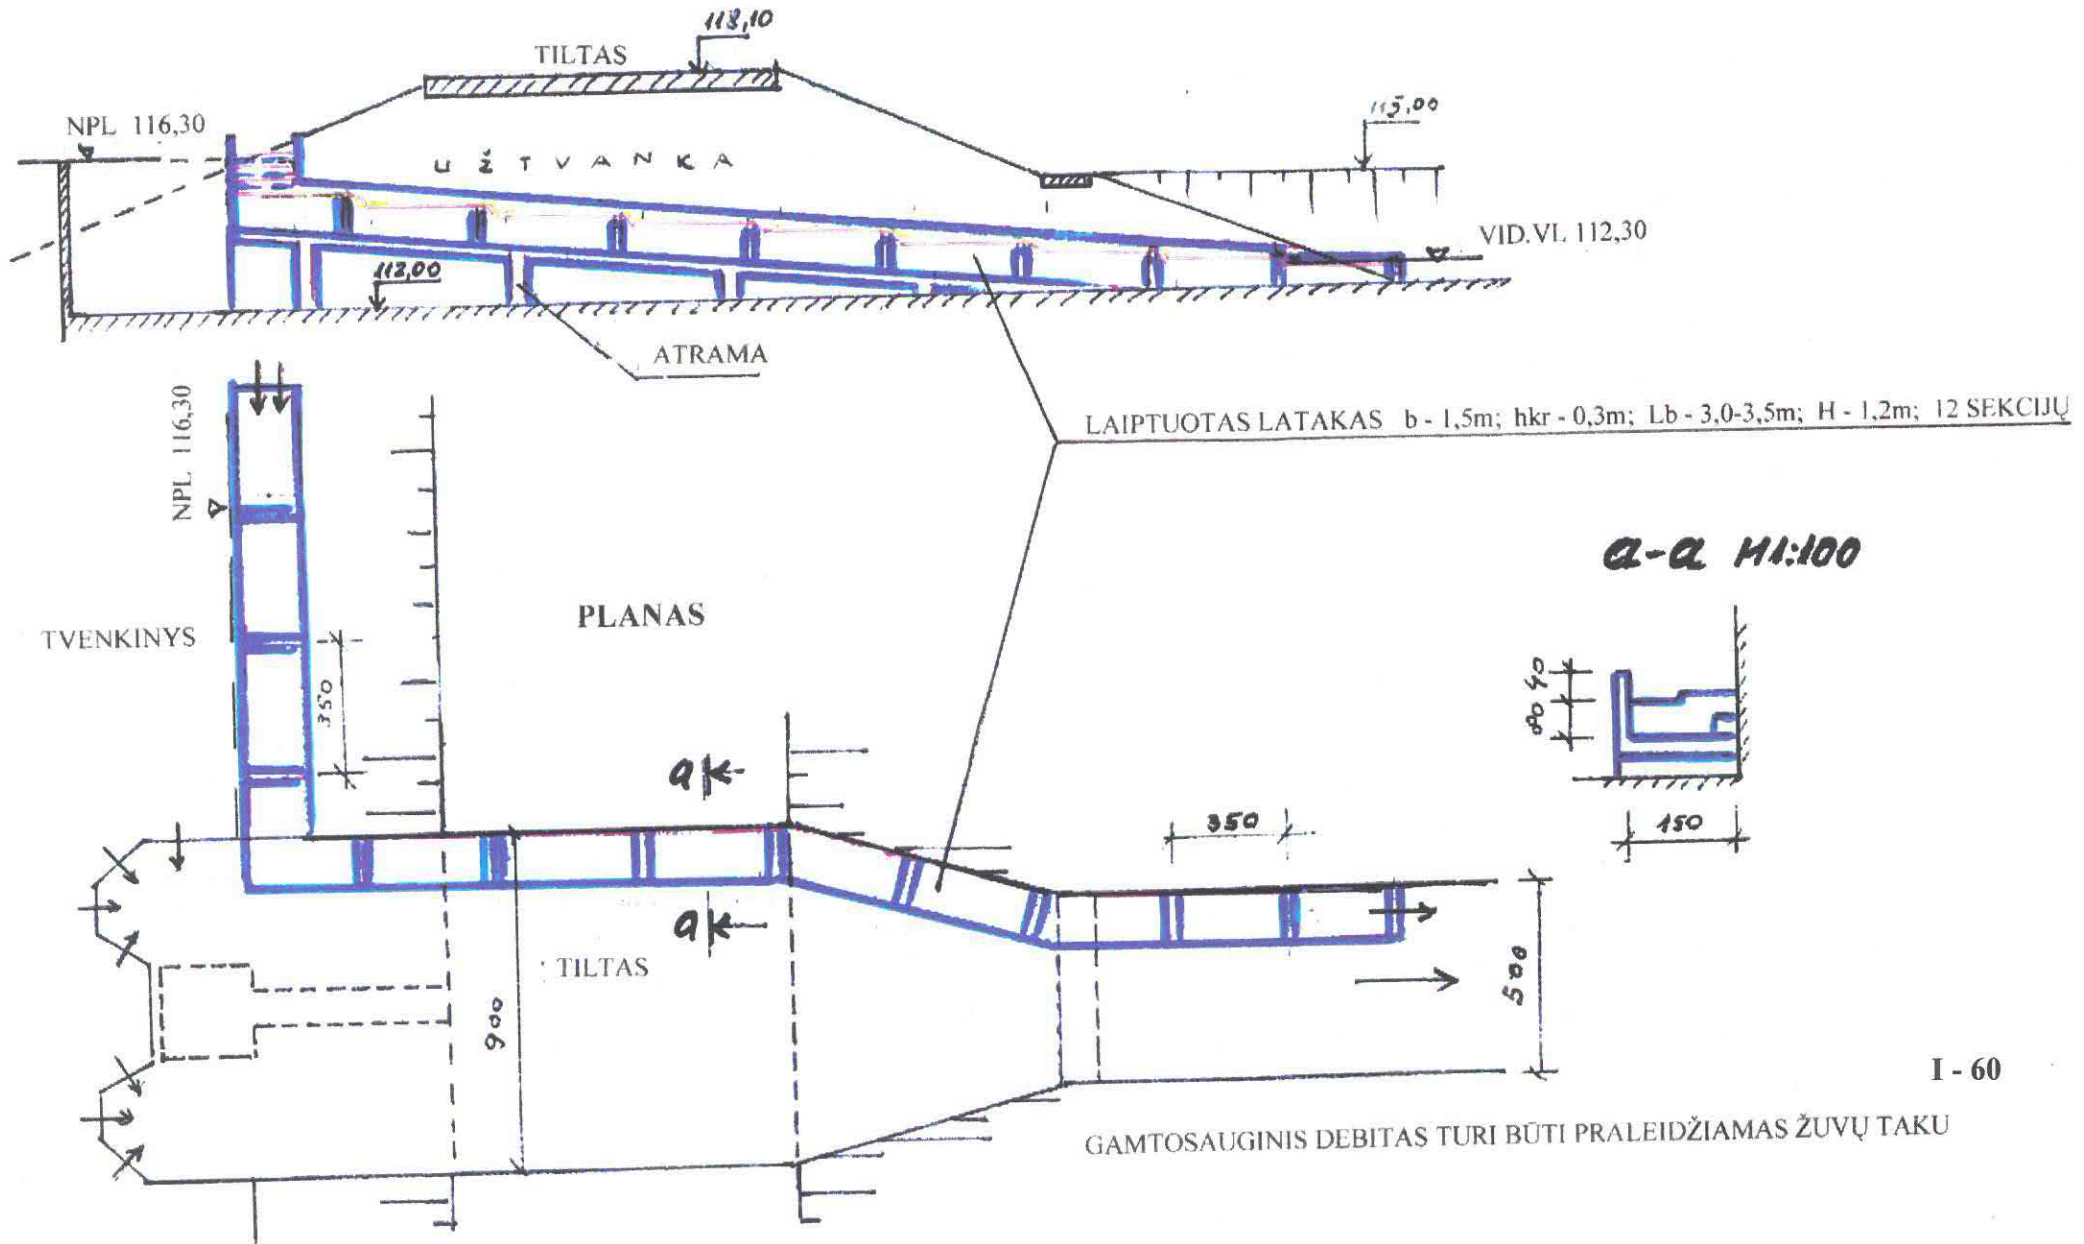 118,10
TILTAS
115,00
NPL 116,30
UŽTVANKA
VID.VL 112,30
112,00
ATRAMA
NPL 116,30
LAIPTUOTAS LATAKAS b - 1,5m; hkr - 0,3m; Lb - 3,0-3,5m; H - 1,2m; 12 SEKCIJŲ
a-a M1:100
PLANAS
TVENKINYS
350
40
80
150
a
350
a
TILTAS
900
500
I - 60
GAMTOSAUGINIS DEBITAS TURI BŪTI PRALEIDŽIAMAS ŽUVŲ TAKU